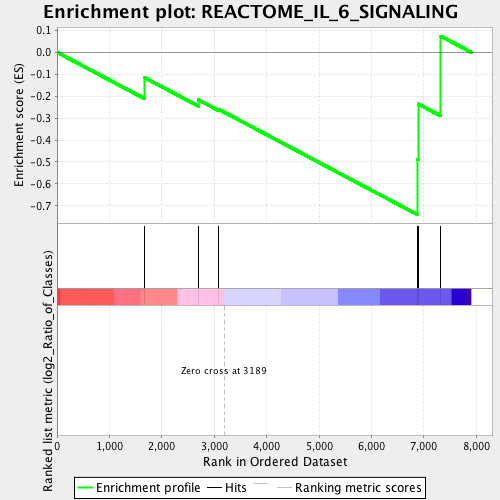 Enrichment plot: REACTOME_IL_6_SIGNALING
Enrichment score (ES)
0.1
0.0
-0.1
-0.2
-0.3
-0.4
-0.5
-0.6
-0.7
Ranked list metric (log2_Ratio_of_Classes)
Zero cross at 3189
0 1,000 2,000 3,000 4,000 5,000 6,000 7,000 8,000
Rank in Ordered Dataset
Enrichment profile Hits Ranking metric scores